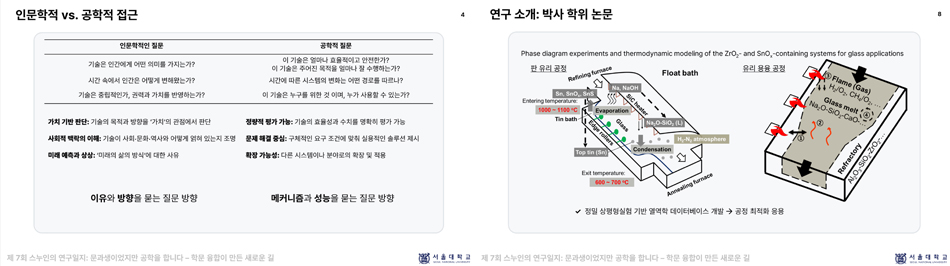 인문학적 vs. 공학적 접근
4
인문학적인 질문
공학적 질문
기술은 인간에게 어떤 의미를 가지는가?
이 기술은 얼마나 효율적이고 안전한가?
이 기술은 주어진 목적을 얼마나 잘 수행하는가?
시간 속에서 인간은 어떻게 변해왔는가?
시간에 따른 시스템의 변화는 어떤 경로를 따르나?
기술은 중립적인가, 권력과 가치를 반영하는가?
이 기술은 누구를 위한 것 이며, 누가 사용할 수 있는가?
가치 기반 판단: 기술의 목적과 방향을 '가치'의 관점에서 판단
정량적 평가 가능: 기술의 효율성과 수치를 명확히 평가 가능
사회적 맥락의 이해: 기술이 사회·문화·역사와 어떻게 얽혀 있는지 조명
문제 해결 중심: 구체적인 요구 조건에 맞춰 실용적인 솔루션 제시
미래 예측과 상상: '미래의 삶의 방식'에 대한 사유
확장 가능성: 다른 시스템이나 분야로의 확장 및 적용
이유와 방향을 묻는 질문 방향
메커니즘과 성능을 묻는 질문 방향
제 7회 스누인의 연구일지: 문과생이었지만 공학을 합니다 – 학문 융합이 만든 새로운 길
서울대학교
연구 소개: 박사 학위 논문
8
Phase diagram experiments and thermodynamic modeling of the ZrO2- and SnOx-containing systems for glass applications
판 유리 공정
Refining furnace
Float bath
Sn, SnOx, SnS
Na, NaOH
Entering temperature:
1000 ~ 1100 °C
Evaporation
SiC heaters
Tin bath
Edge rollers
Glass
Na2O-SiO2 (L)
H2-N2 atmosphere
Condensation
Top tin (Sn)
Exit temperature:
600 ~ 700 °C
Annealing furnace
유리 용융 공정
Flame (Gas)
H2O, CH4/O2, …
Glass melt
Na2O-SiO2-CaO-…
①
②
③
④
Refractory
Al2O3-SiO2-ZrO2-…
✓ 정밀 상평형실험 기반 열역학 데이터베이스 개발 → 공정 최적화 응용
제 7회 스누인의 연구일지: 문과생이었지만 공학을 합니다 – 학문 융합이 만든 새로운 길
서울대학교